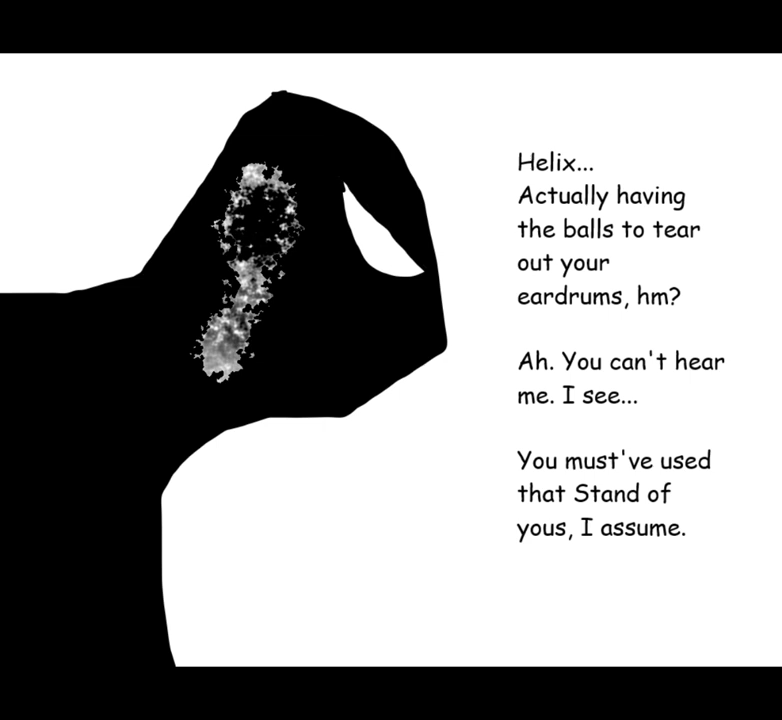 Helix...
Actually having
the balls to tear
out your
eardrums, hm?
Ah. You can't hear
me. I see...
You must've used
that Stand of
yous, I assume.